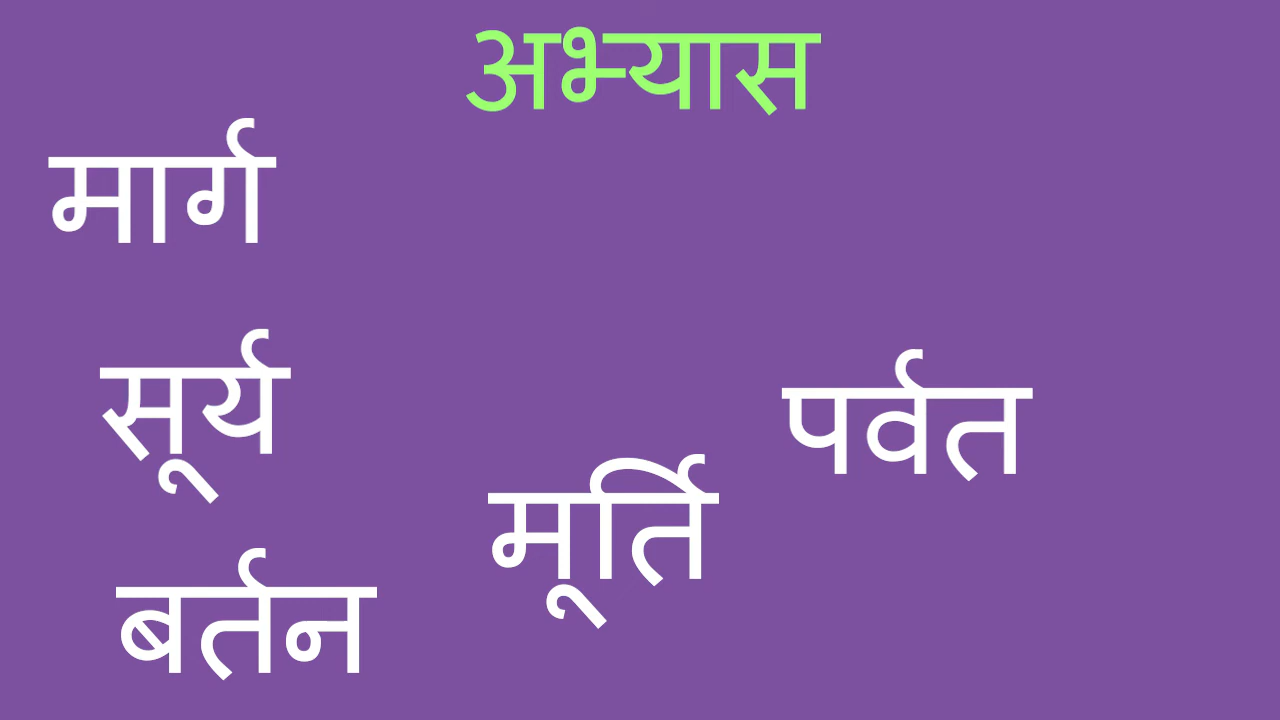 अभ्यास
मार्ग
सूर्य
पर्वत
मूर्ति
बर्तन